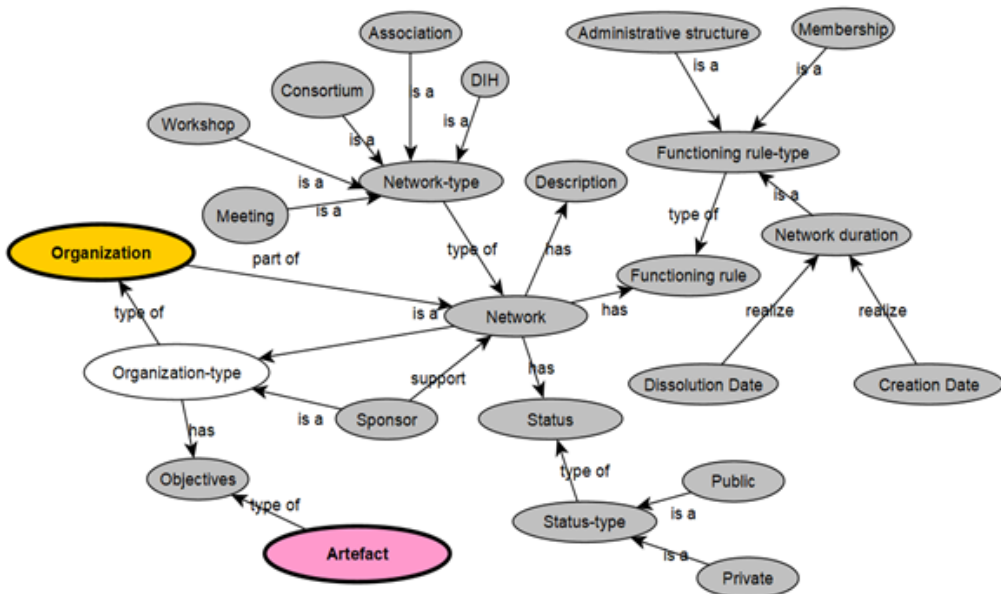 Association
Administrative structure
Membership
is a
is a
is a
DIH
Consortium
is a
is a
Workshop
Functioning rule-type
is a
Network-type
Description
is a
Meeting
is a
type of
Network duration
Organization
part of
type of
has
Functioning rule
type of
is a
Network
has
realize
realize
Organization-type
support
has
Dissolution Date
Creation Date
is a
Sponsor
Status
has
Objectives
type of
Public
type of
Status-type
is a
Artefact
is a
Private